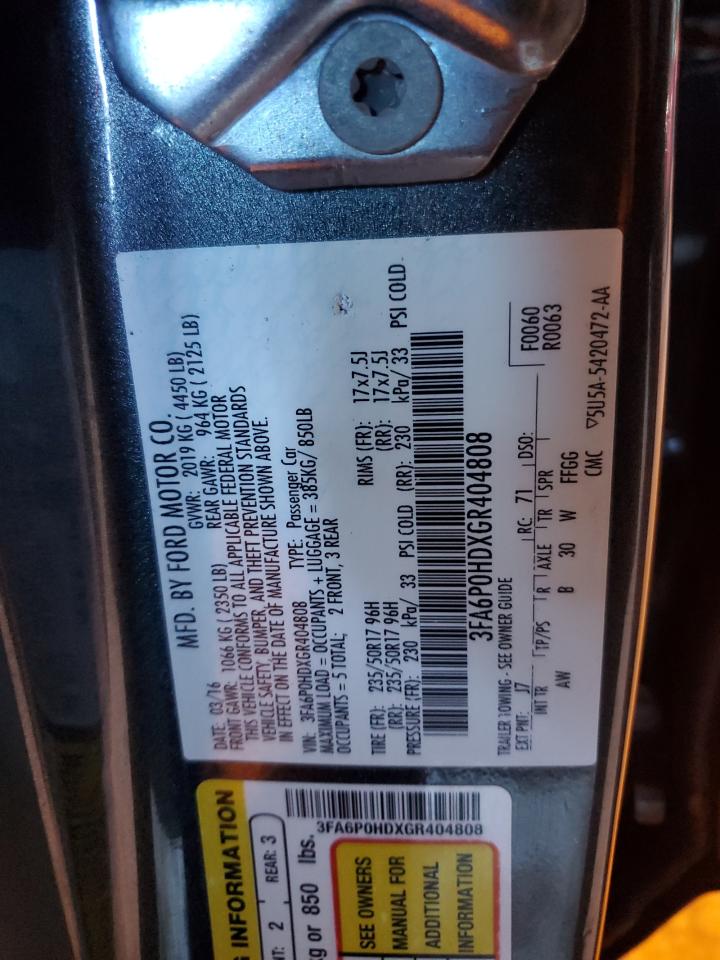 MFD. BY FORD MOTOR CO.
DATE: 03/16 GVWR: 2019 KG ( 4450 LB)
FRONT GAWR: 1066 KG ( 2350 LB) REAR GAWR: 964 KG ( 2125 LB)
THIS VEHICLE CONFORMS TO ALL APPLICABLE FEDERAL MOTOR
VEHICLE SAFETY, BUMPER, AND THEFT PREVENTION STANDARDS
IN EFFECT ON THE DATE OF MANUFACTURE SHOWN ABOVE.
VIN: 3FA6P0HDXGR404808 TYPE: Passenger Car
MAXIMUM LOAD = OCCUPANTS + LUGGAGE = 385KG/ 850LB
OCCUPANTS = 5 TOTAL; 2 FRONT, 3 REAR
TIRE (FR): 235/50R17 96H RIMS (FR): 17x7.5J
(RR): 235/50R17 96H (RR): 17x7.5J
PRESSURE (FR): 230 kPa/ 33 PSI COLD (RR): 230 kPa/ 33 PSI COLD
3FA6P0HDXGR404808
F0060
R0063
TRAILER TOWING - SEE OWNER GUIDE
EXT PNT: J7 RC: 71 DSO:
INT TR TP/PS R AXLE TR SPR
AW B 30 W FFGG
CMC ▽5U5A-5420472-AA
INFORMATION
2 REAR: 3
kg or 850 lbs.
3FA6P0HDXGR404808
SEE OWNERS
MANUAL FOR
ADDITIONAL
INFORMATION